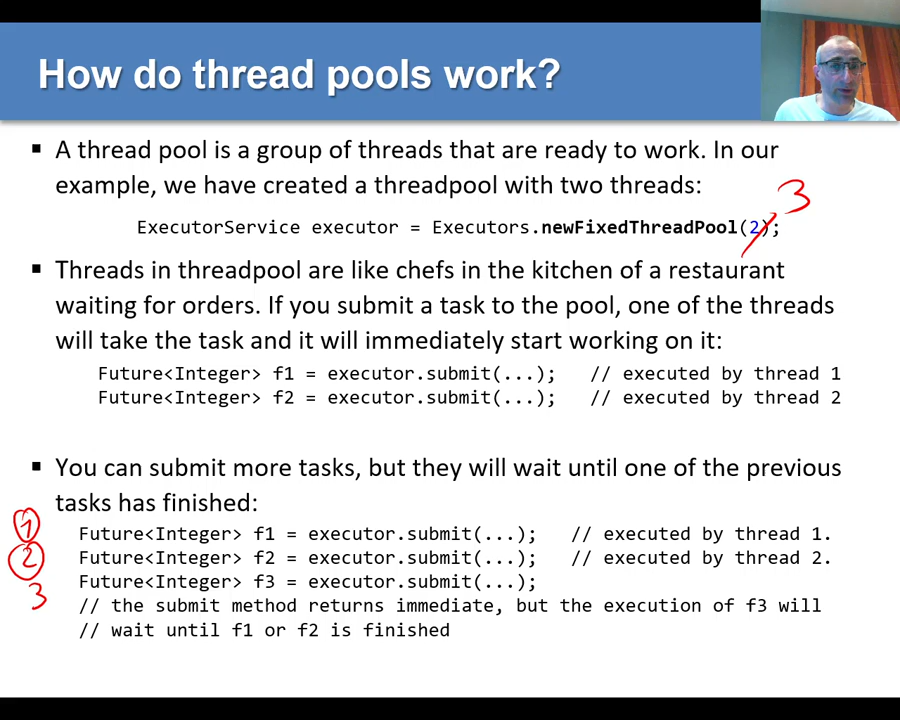 How do thread pools work?
▪ A thread pool is a group of threads that are ready to work. In our
example, we have created a threadpool with two threads:
3
ExecutorService executor = Executors.newFixedThreadPool(2);
▪ Threads in threadpool are like chefs in the kitchen of a restaurant
waiting for orders. If you submit a task to the pool, one of the threads
will take the task and it will immediately start working on it:
Future<Integer> f1 = executor.submit(...); // executed by thread 1
Future<Integer> f2 = executor.submit(...); // executed by thread 2
▪ You can submit more tasks, but they will wait until one of the previous
tasks has finished:
1 Future<Integer> f1 = executor.submit(...); // executed by thread 1.
2 Future<Integer> f2 = executor.submit(...); // executed by thread 2.
3 Future<Integer> f3 = executor.submit(...);
// the submit method returns immediate, but the execution of f3 will
// wait until f1 or f2 is finished